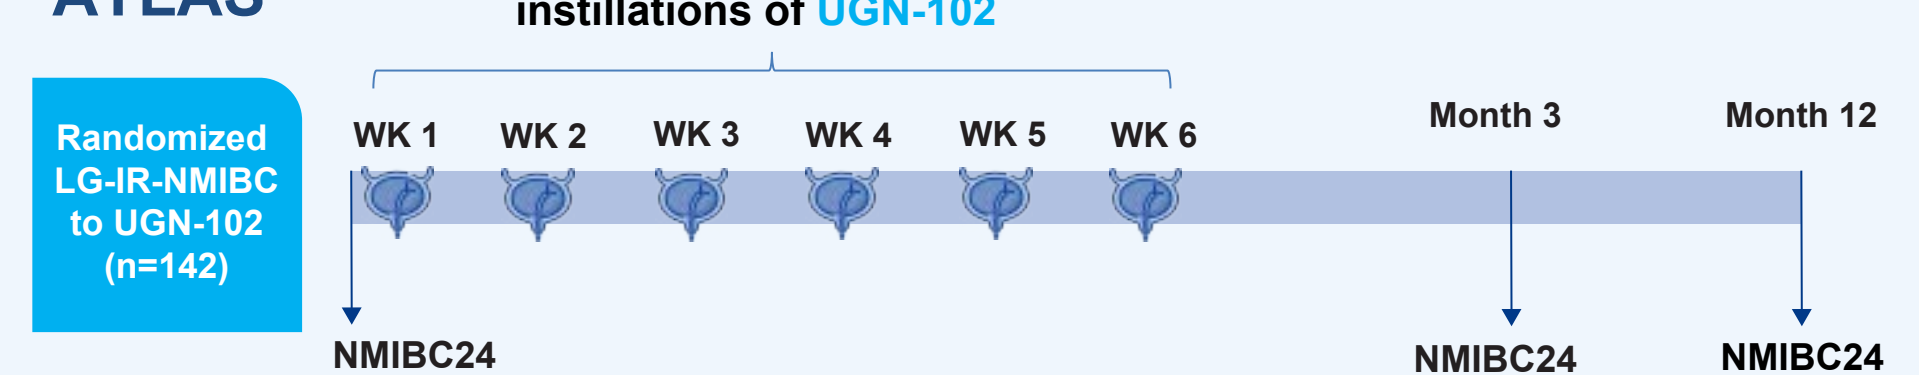 ATLAS
instillations of UGN-102
Randomized
LG-IR-NMIBC
to UGN-102
(n=142)
WK 1
WK 2
WK 3
WK 4
WK 5
WK 6
Month 3
Month 12
NMIBC24
NMIBC24
NMIBC24